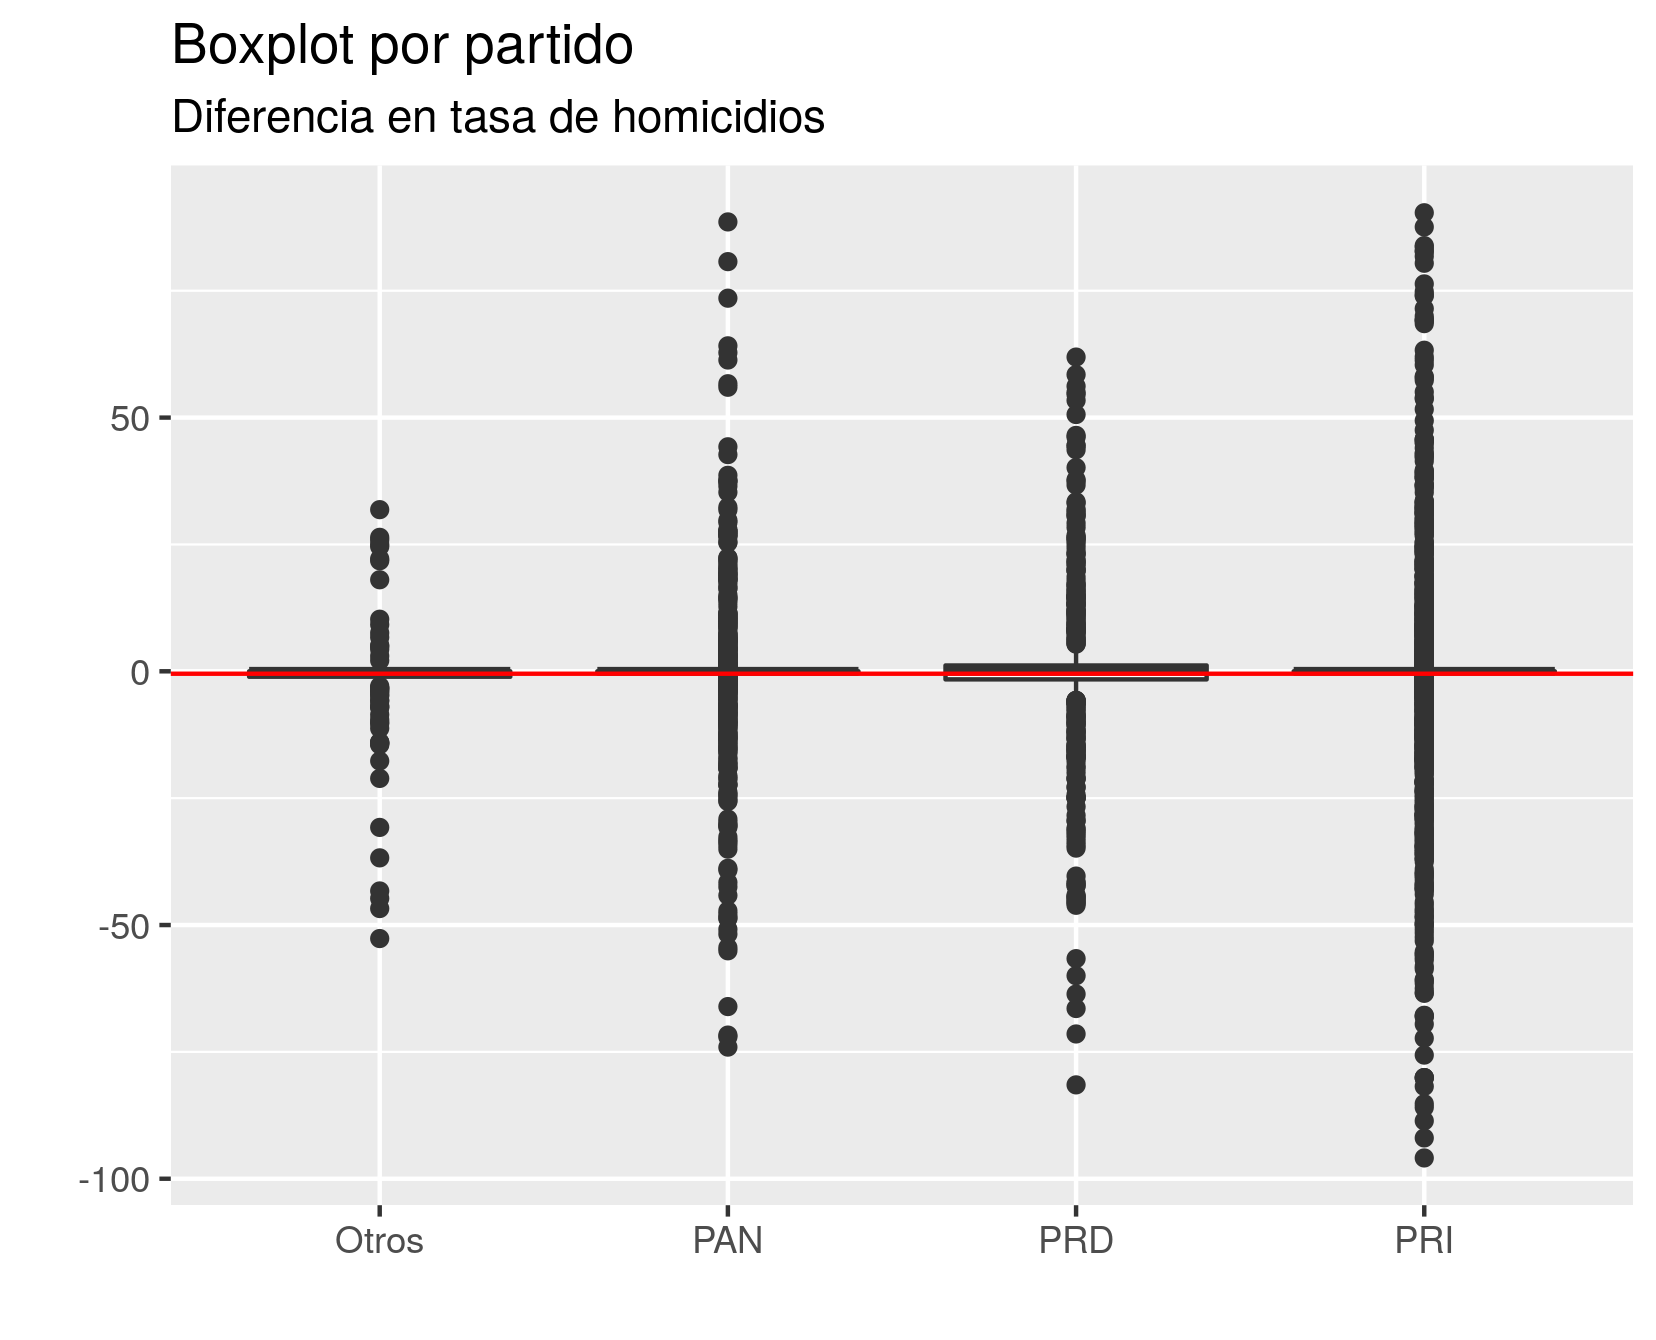 Boxplot por partido
Diferencia en tasa de homicidios
50
0
-50
-100
Otros PAN PRD PRI